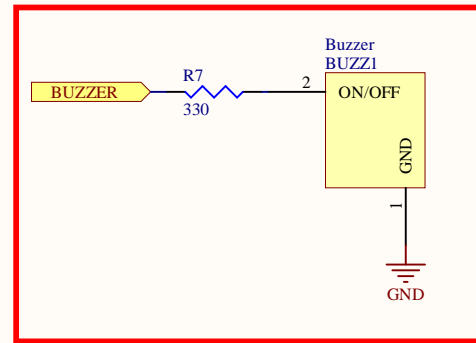 Buzzer
BUZZ1
R7
BUZZER
330
2
ON/OFF
GND
1
GND